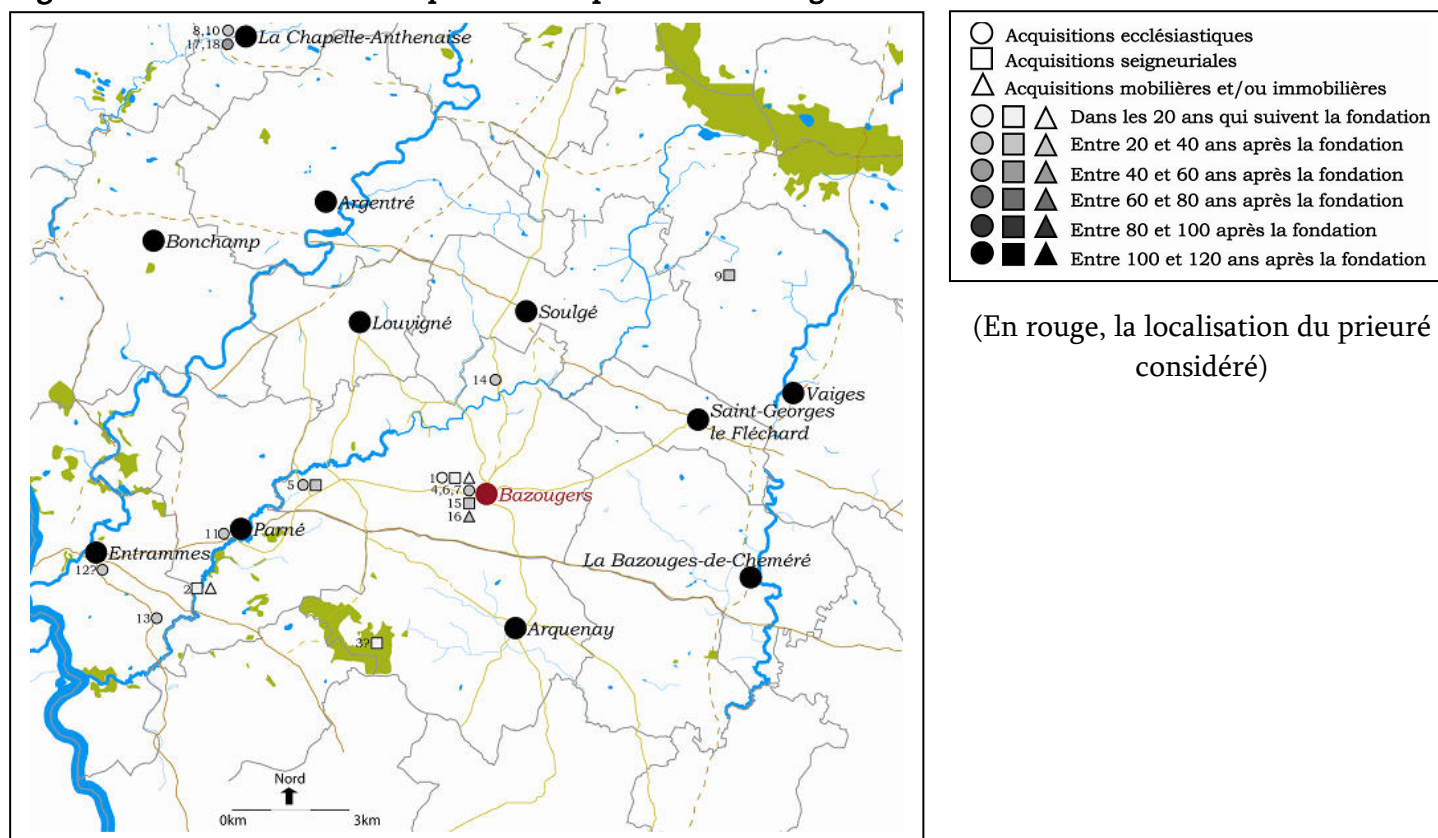 8, 10
17, 18
La Chapelle-Anthenaise
Argentré
Bonchamp
9
Louvigné
Soulgé
14
Vaiges
Saint-Georges
le Fléchard
1
4,6,7
15
16
Bazougers
5
11
Parné
Entrammes
12?
2
13
La Bazouges-de-Cheméré
3?
Arquenay
Nord
0km 3km
Acquisitions ecclésiastiques
Acquisitions seigneuriales
Acquisitions mobilières et/ou immobilières
Dans les 20 ans qui suivent la fondation
Entre 20 et 40 ans après la fondation
Entre 40 et 60 ans après la fondation
Entre 60 et 80 ans après la fondation
Entre 80 et 100 après la fondation
Entre 100 et 120 ans après la fondation
(En rouge, la localisation du prieuré
considéré)